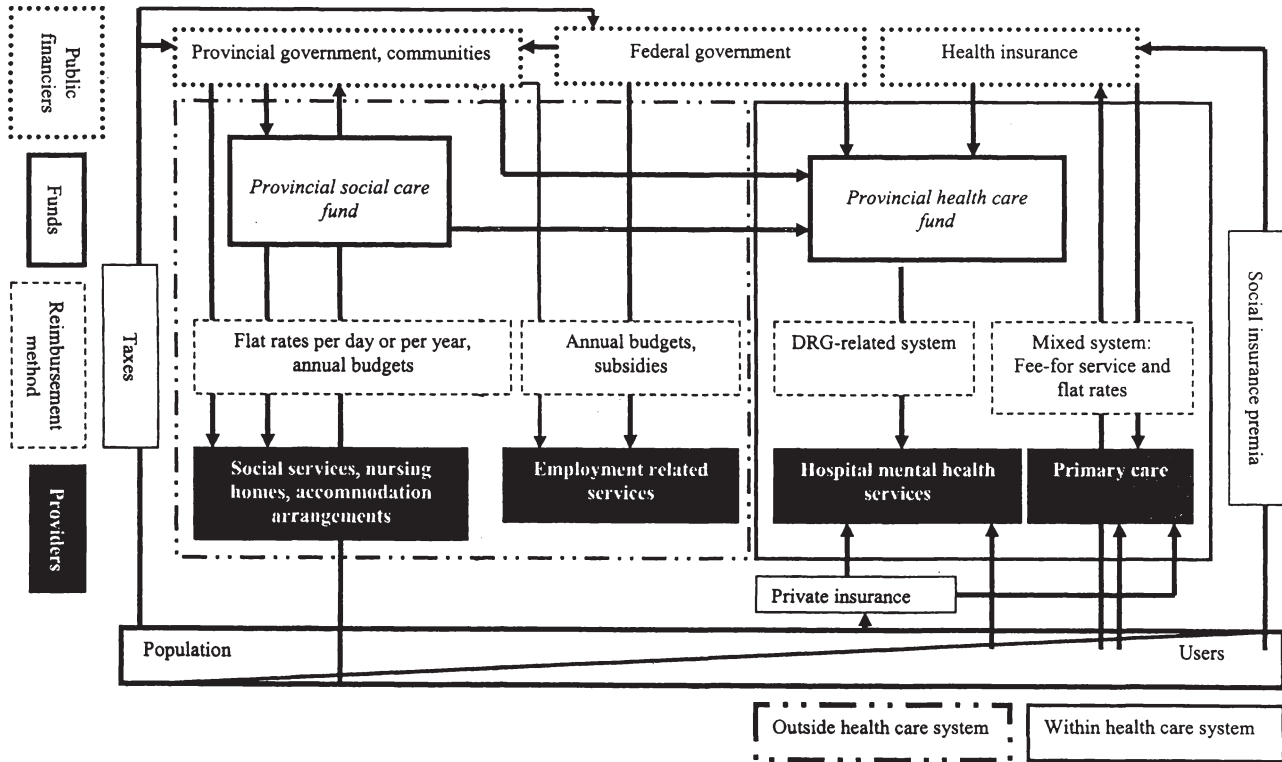 Public
financiers
Funds
Reimbursement
method
Providers
Taxes
Provincial government, communities
Federal government
Health insurance
Provincial social care
fund
Provincial health care
fund
Flat rates per day or per year,
annual budgets
Annual budgets,
subsidies
DRG-related system
Mixed system:
Fee-for service and
flat rates
Social services, nursing
homes, accommodation
arrangements
Employment related
services
Hospital mental health
services
Primary care
Social insurance premia
Private insurance
Population
Users
Outside health care system
Within health care system